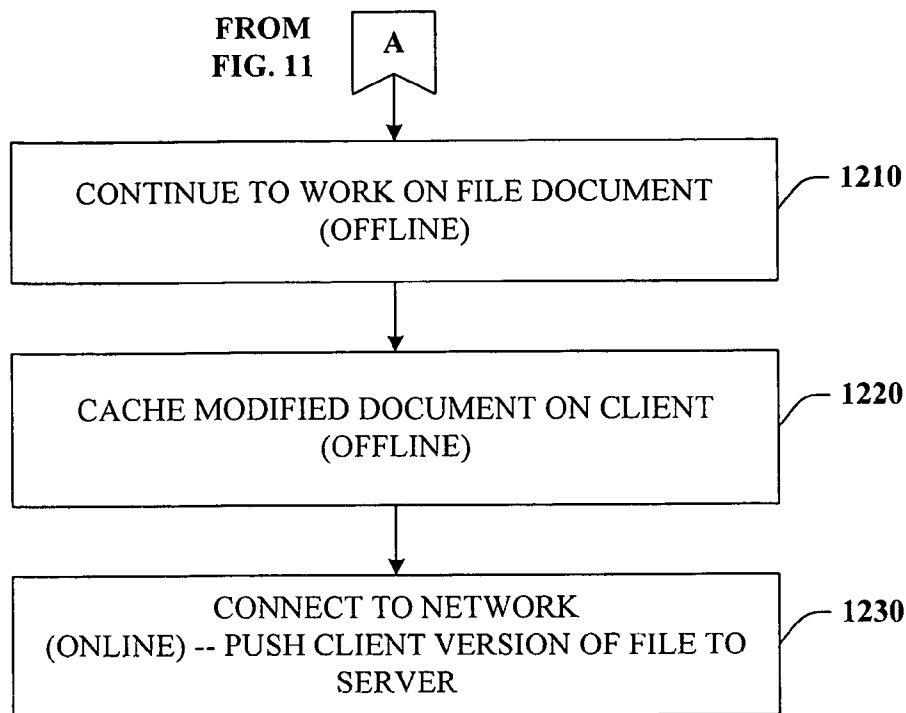 FROM
FIG. 11
A
CONTINUE TO WORK ON FILE DOCUMENT
(OFFLINE)
1210
CACHE MODIFIED DOCUMENT ON CLIENT
(OFFLINE)
1220
CONNECT TO NETWORK
(ONLINE) -- PUSH CLIENT VERSION OF FILE TO
SERVER
1230